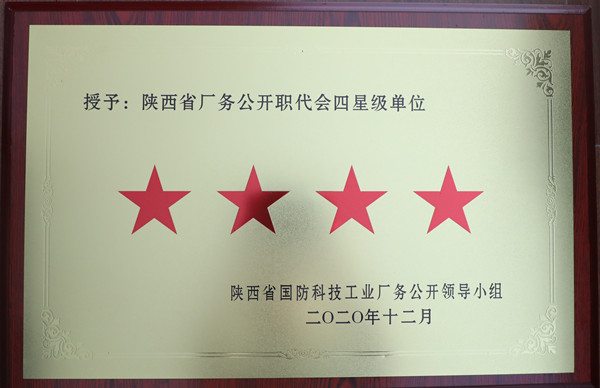 授予：陕西省厂务公开职代会四星级单位
陕西省国防科技工业厂务公开领导小组
二〇二〇年十二月